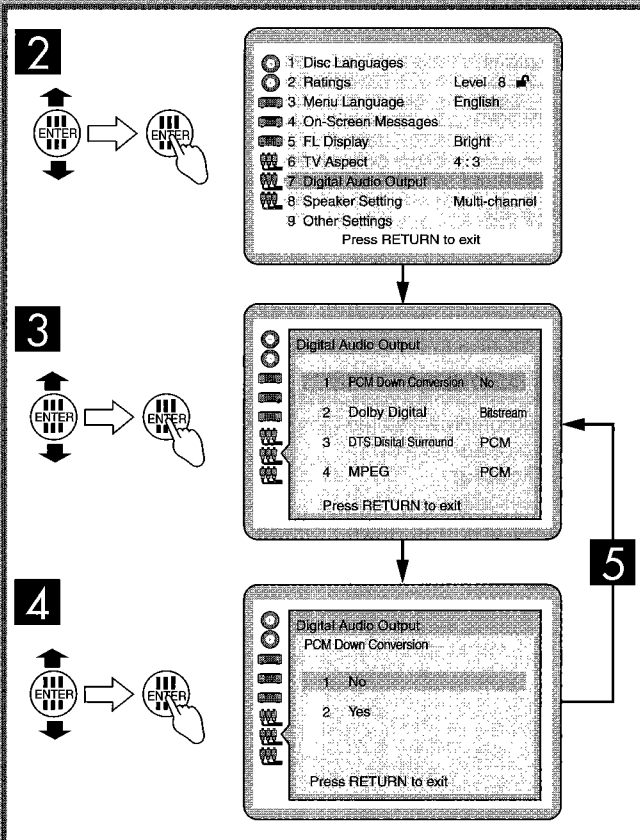 2
ENTER
ENTER
1 Disc Languages
2 Ratings Level 8
3 Menu Language English
4 On-Screen Messages
5 FL Display Bright
6 TV Aspect 4 : 3
7 Digital Audio Output
8 Speaker Setting Multi-channel
9 Other Settings
Press RETURN to exit
3
ENTER
ENTER
Digital Audio Output
1 PCM Down Conversion No
2 Dolby Digital Bitstream
3 DTS Digital Surround PCM
4 MPEG PCM
Press RETURN to exit
5
4
ENTER
ENTER
Digital Audio Output
PCM Down Conversion
1 No
2 Yes
Press RETURN to exit